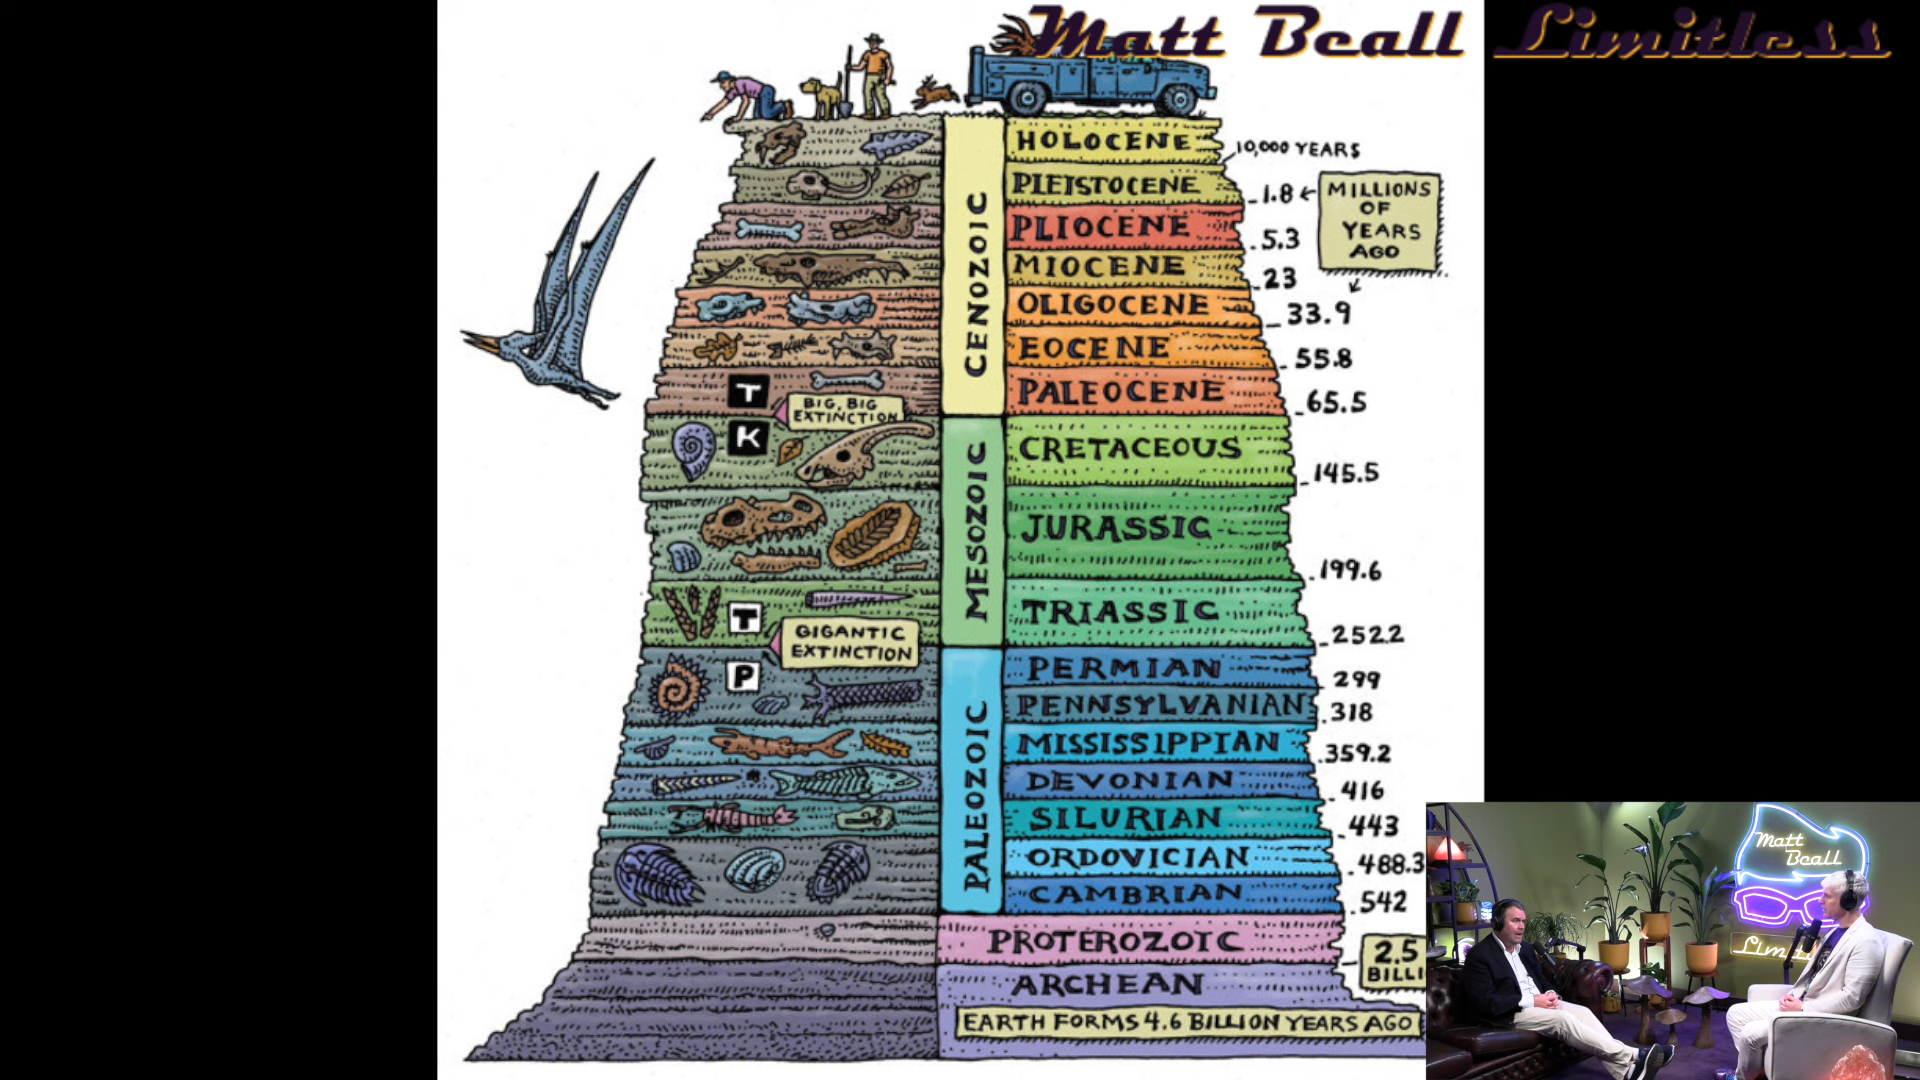 Matt Beall Limitless
HOLOCENE
10,000 YEARS
PLEISTOCENE
1.8
MILLIONS
OF
YEARS
AGO
PLIOCENE
5.3
MIOCENE
23
OLIGOCENE
33.9
EOCENE
55.8
PALEOCENE
65.5
CENOZOIC
T
BIG, BIG
EXTINCTION
K
CRETACEOUS
145.5
JURASSIC
199.6
TRIASSIC
252.2
MESOZOIC
T
GIGANTIC
EXTINCTION
P
PERMIAN
299
PENNSYLVANIAN
318
MISSISSIPPIAN
359.2
DEVONIAN
416
SILURIAN
443
ORDOVICIAN
488.3
CAMBRIAN
542
PALEOZOIC
PROTEROZOIC
2.5
BILLI
ARCHEAN
EARTH FORMS 4.6 BILLION YEARS AGO
Matt
Beall